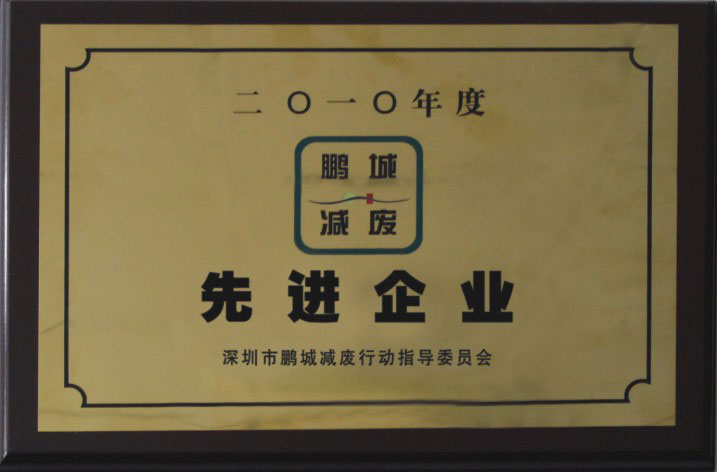 二〇一〇年度
鹏城
减废
先进企业
深圳市鹏城减废行动指导委员会